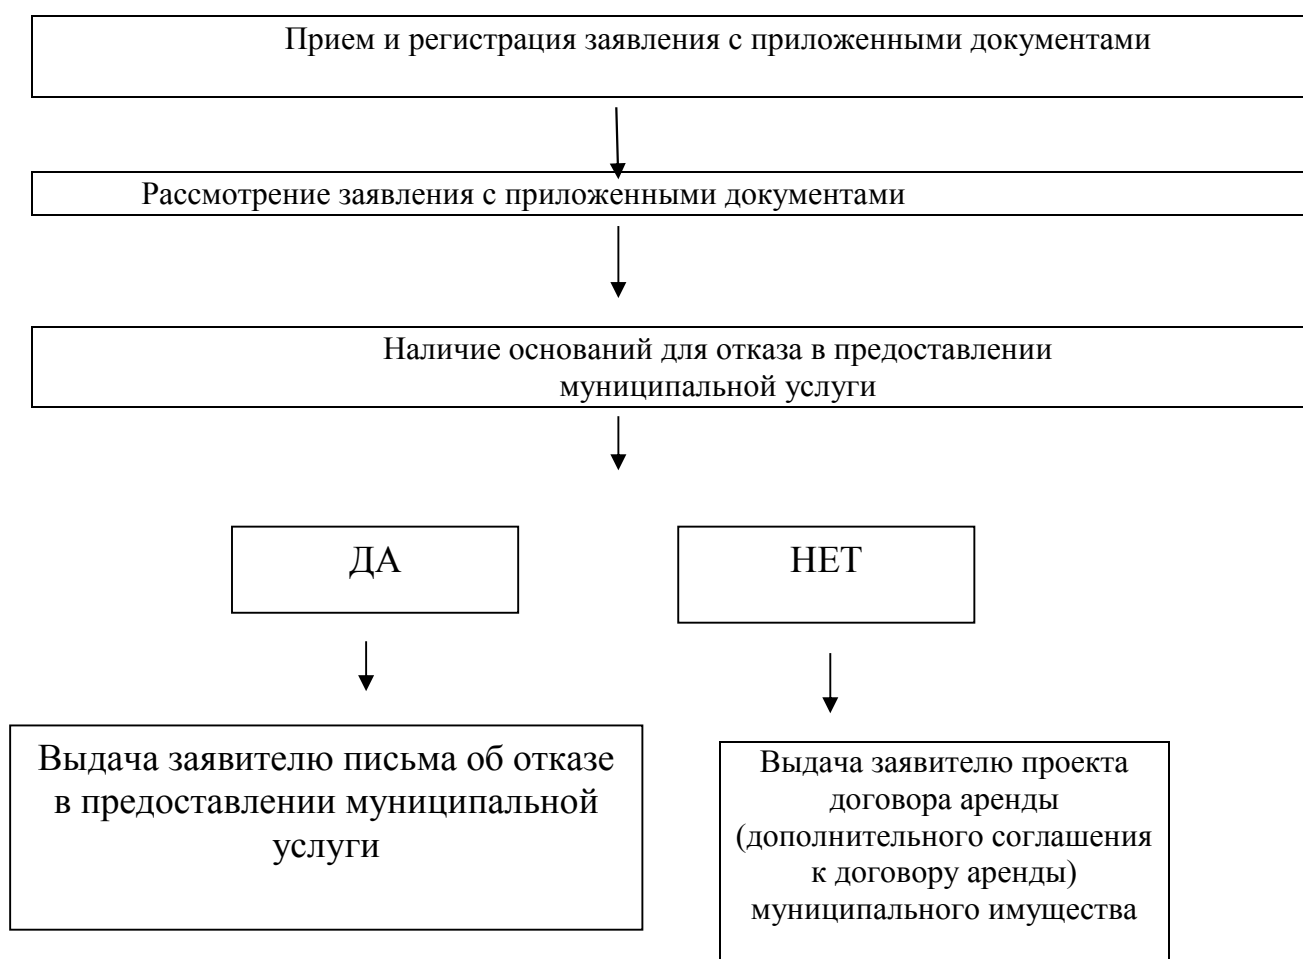 Прием и регистрация заявления с приложенными документами
Рассмотрение заявления с приложенными документами
Наличие оснований для отказа в предоставлении
муниципальной услуги
ДА
НЕТ
Выдача заявителю письма об отказе
в предоставлении муниципальной
услуги
Выдача заявителю проекта
договора аренды
(дополнительного соглашения
к договору аренды)
муниципального имущества